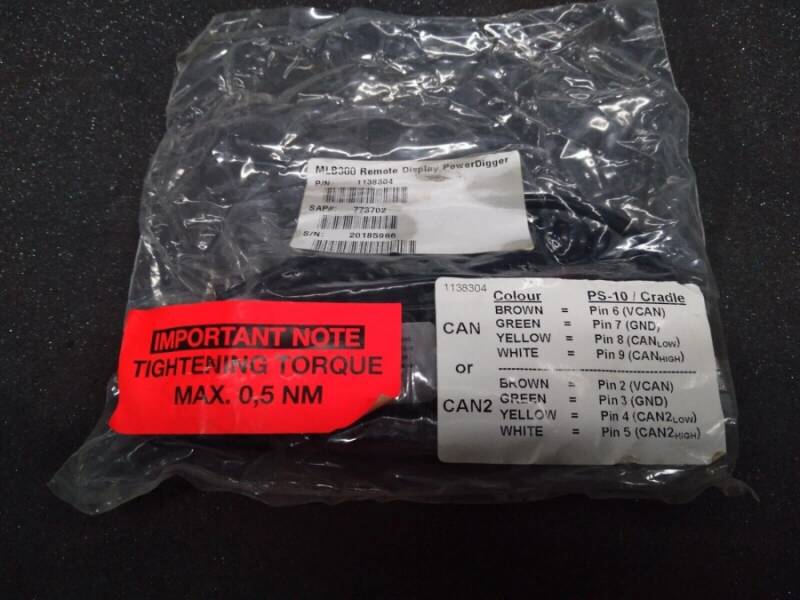 MLB300 Remote Display PowerDigger
P/N: 1138304
SAP#: 773702
S/N: 20185966
IMPORTANT NOTE
TIGHTENING TORQUE
MAX. 0,5 NM
1138304
Colour PS-10 / Cradle
CAN
BROWN = Pin 6 (VCAN)
GREEN = Pin 7 (GND)
YELLOW = Pin 8 (CANLOW)
WHITE = Pin 9 (CANHIGH)
or
CAN2
BROWN = Pin 2 (VCAN)
GREEN = Pin 3 (GND)
YELLOW = Pin 4 (CAN2LOW)
WHITE = Pin 5 (CAN2HIGH)